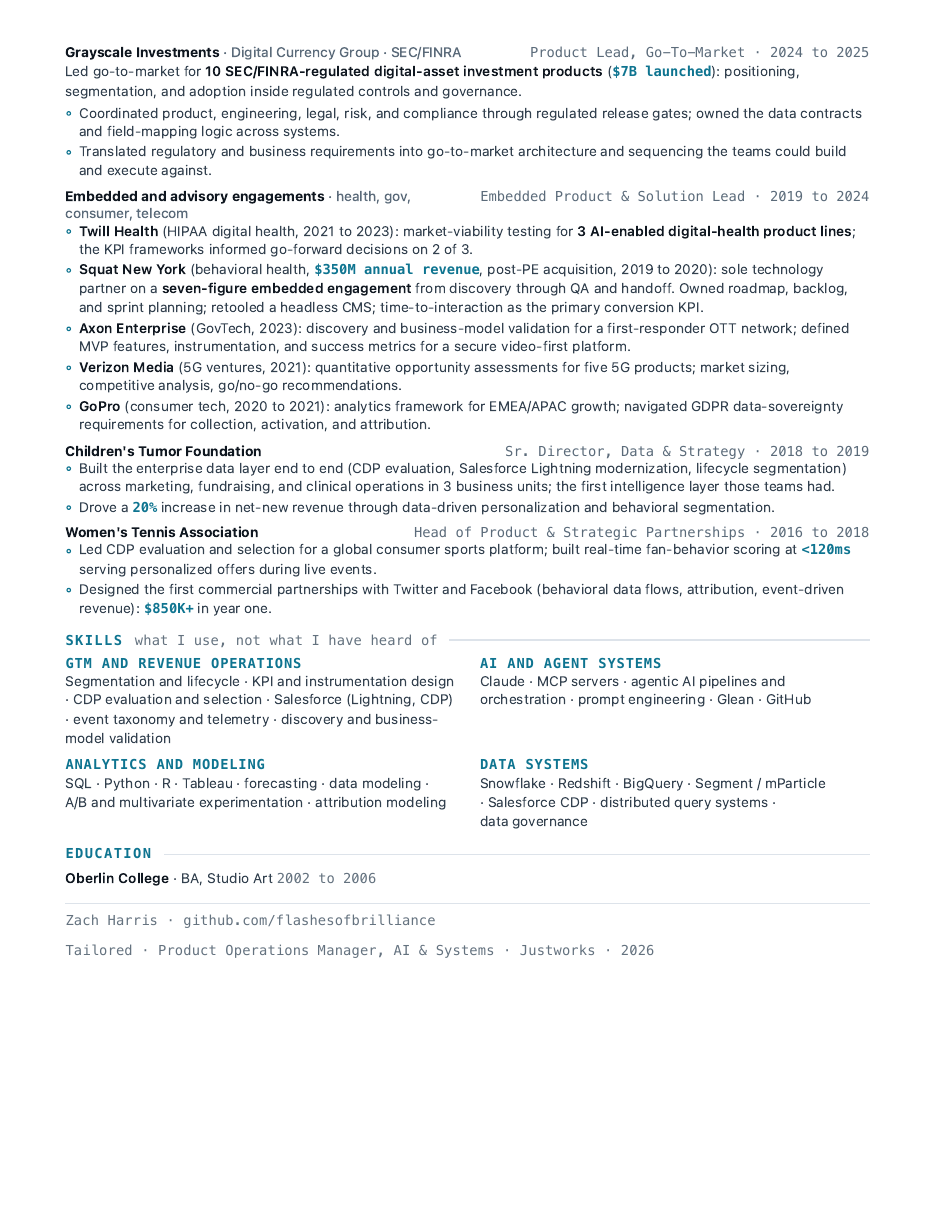 Grayscale Investments · Digital Currency Group · SEC/FINRA Product Lead, Go-To-Market · 2024 to 2025
Led go-to-market for 10 SEC/FINRA-regulated digital-asset investment products ($7B launched): positioning,
segmentation, and adoption inside regulated controls and governance.
Coordinated product, engineering, legal, risk, and compliance through regulated release gates; owned the data contracts
and field-mapping logic across systems.
Translated regulatory and business requirements into go-to-market architecture and sequencing the teams could build
and execute against.
Embedded and advisory engagements · health, gov, Embedded Product & Solution Lead · 2019 to 2024
consumer, telecom
Twill Health (HIPAA digital health, 2021 to 2023): market-viability testing for 3 AI-enabled digital-health product lines;
the KPI frameworks informed go-forward decisions on 2 of 3.
Squat New York (behavioral health, $350M annual revenue, post-PE acquisition, 2019 to 2020): sole technology
partner on a seven-figure embedded engagement from discovery through QA and handoff. Owned roadmap, backlog,
and sprint planning; retooled a headless CMS; time-to-interaction as the primary conversion KPI.
Axon Enterprise (GovTech, 2023): discovery and business-model validation for a first-responder OTT network; defined
MVP features, instrumentation, and success metrics for a secure video-first platform.
Verizon Media (5G ventures, 2021): quantitative opportunity assessments for five 5G products; market sizing,
competitive analysis, go/no-go recommendations.
GoPro (consumer tech, 2020 to 2021): analytics framework for EMEA/APAC growth; navigated GDPR data-sovereignty
requirements for collection, activation, and attribution.
Children's Tumor Foundation Sr. Director, Data & Strategy · 2018 to 2019
Built the enterprise data layer end to end (CDP evaluation, Salesforce Lightning modernization, lifecycle segmentation)
across marketing, fundraising, and clinical operations in 3 business units; the first intelligence layer those teams had.
Drove a 20% increase in net-new revenue through data-driven personalization and behavioral segmentation.
Women's Tennis Association Head of Product & Strategic Partnerships · 2016 to 2018
Led CDP evaluation and selection for a global consumer sports platform; built real-time fan-behavior scoring at <120ms
serving personalized offers during live events.
Designed the first commercial partnerships with Twitter and Facebook (behavioral data flows, attribution, event-driven
revenue): $850K+ in year one.
SKILLS what I use, not what I have heard of
GTM AND REVENUE OPERATIONS
Segmentation and lifecycle · KPI and instrumentation design
· CDP evaluation and selection · Salesforce (Lightning, CDP)
· event taxonomy and telemetry · discovery and business-
model validation
AI AND AGENT SYSTEMS
Claude · MCP servers · agentic AI pipelines and
orchestration · prompt engineering · Glean · GitHub
ANALYTICS AND MODELING
SQL · Python · R · Tableau · forecasting · data modeling ·
A/B and multivariate experimentation · attribution modeling
DATA SYSTEMS
Snowflake · Redshift · BigQuery · Segment / mParticle
· Salesforce CDP · distributed query systems ·
data governance
EDUCATION
Oberlin College · BA, Studio Art 2002 to 2006
Zach Harris · github.com/flashesofbrilliance
Tailored · Product Operations Manager, AI & Systems · Justworks · 2026